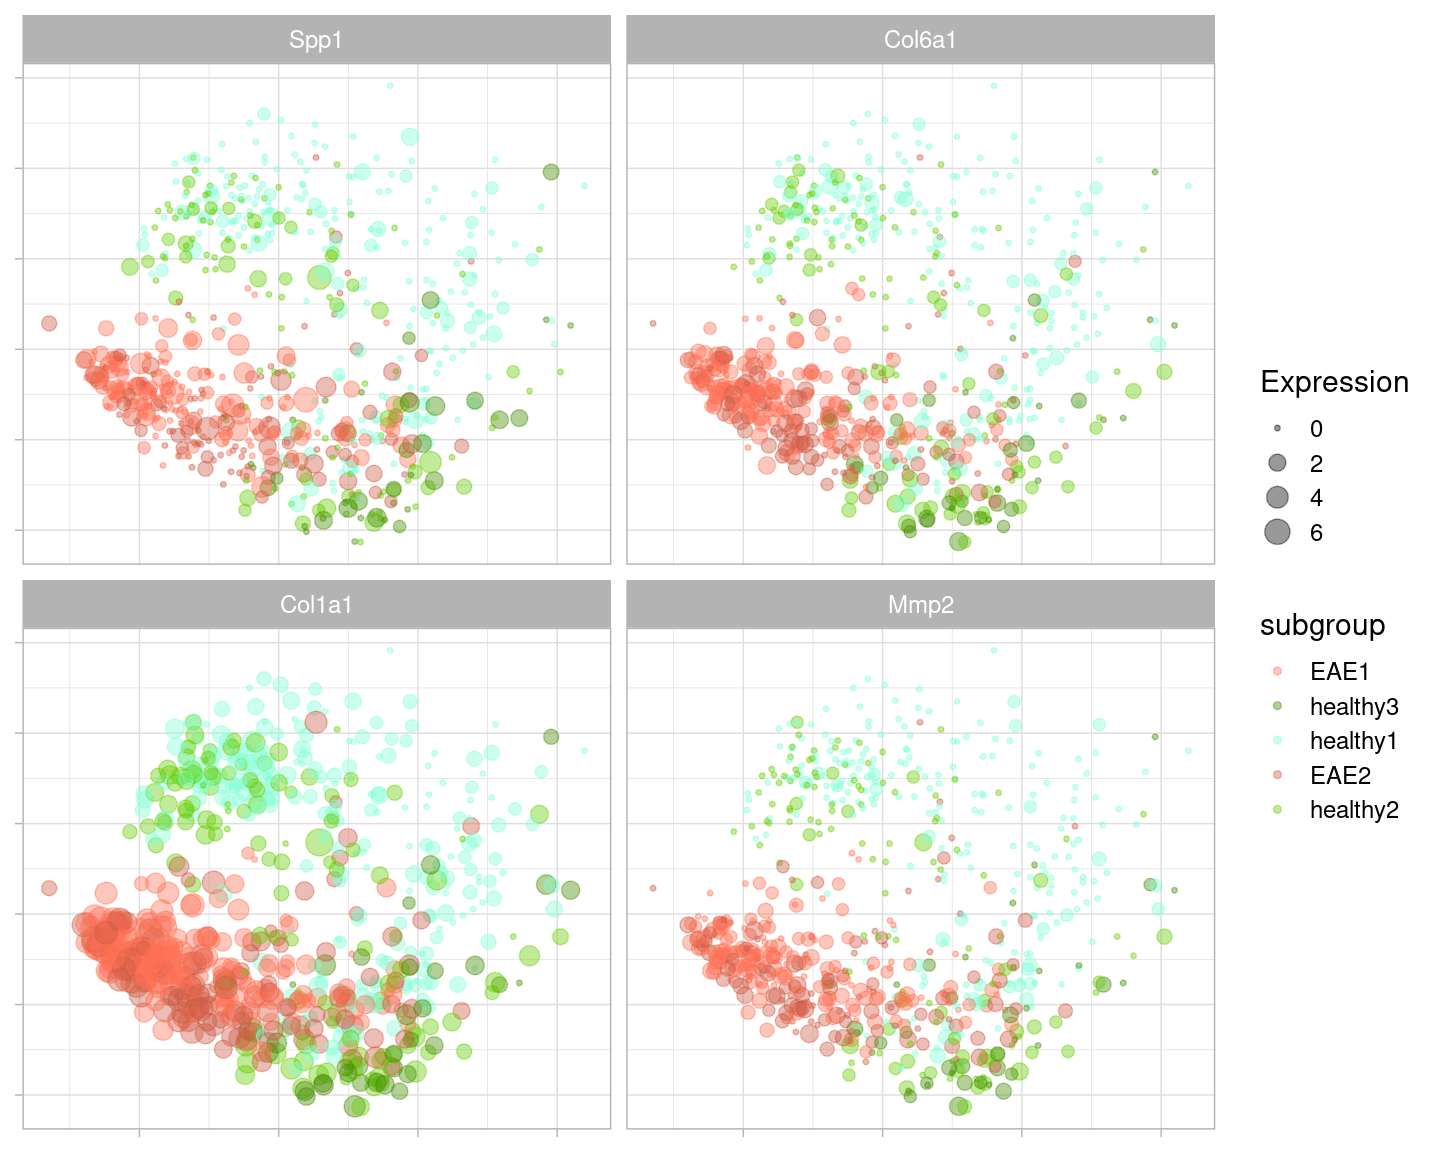 Spp1
Col6a1
Col1a1
Mmp2
Expression
0
2
4
6
subgroup
EAE1
healthy3
healthy1
EAE2
healthy2